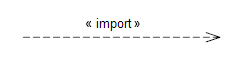 « import »